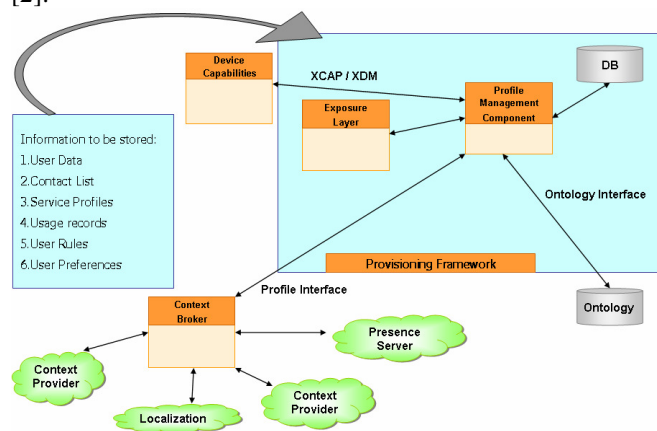 [2].
Device
Capabilities
XCAP / XDM
DB
Profile
Management
Component
Exposure
Layer
Information to be stored:
1.User Data
2.Contact List
3.Service Profiles
4.Usage records
5.User Rules
6.User Preferences
Ontology Interface
Provisioning Framework
Profile Interface
Ontology
Context
Broker
Presence
Server
Context
Provider
Context
Provider
Localization